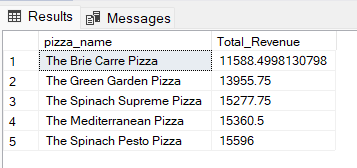 Results Messages
pizza_name Total_Revenue
1 The Brie Carre Pizza 11588.4998130798
2 The Green Garden Pizza 13955.75
3 The Spinach Supreme Pizza 15277.75
4 The Mediterranean Pizza 15360.5
5 The Spinach Pesto Pizza 15596